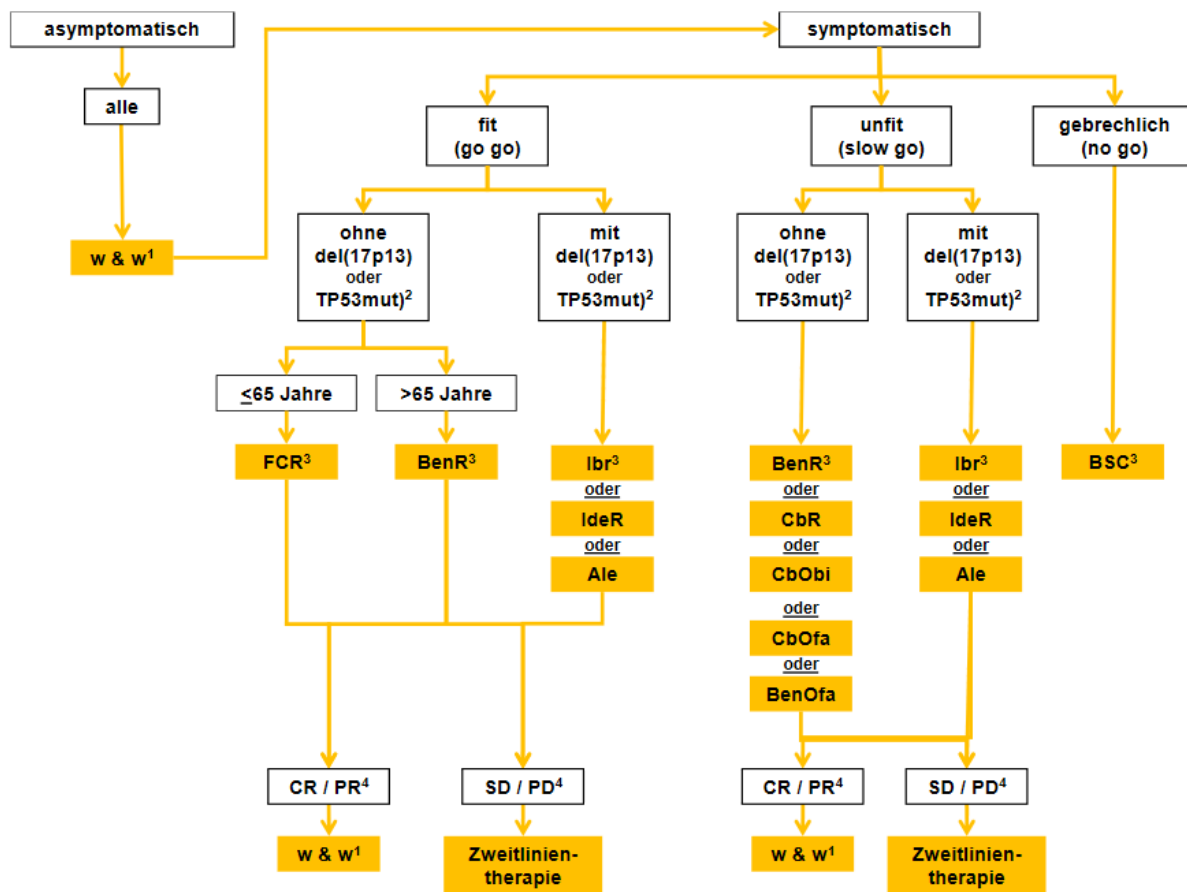 asymptomatisch
symptomatisch
alle
fit
(go go)
unfit
(slow go)
gebrechlich
(no go)
w & w¹
ohne
del(17p13)
oder
TP53mut)²
mit
del(17p13)
oder
TP53mut)²
ohne
del(17p13)
oder
TP53mut)²
mit
del(17p13)
oder
TP53mut)²
≤65 Jahre
>65 Jahre
FCR³
BenR³
Ibr³
oder
IdeR
oder
Ale
BenR³
oder
CbR
oder
CbObi
oder
CbOfa
oder
BenOfa
Ibr³
oder
IdeR
oder
Ale
BSC³
CR / PR⁴
SD / PD⁴
CR / PR⁴
SD / PD⁴
w & w¹
Zweitlinien-
therapie
w & w¹
Zweitlinien-
therapie